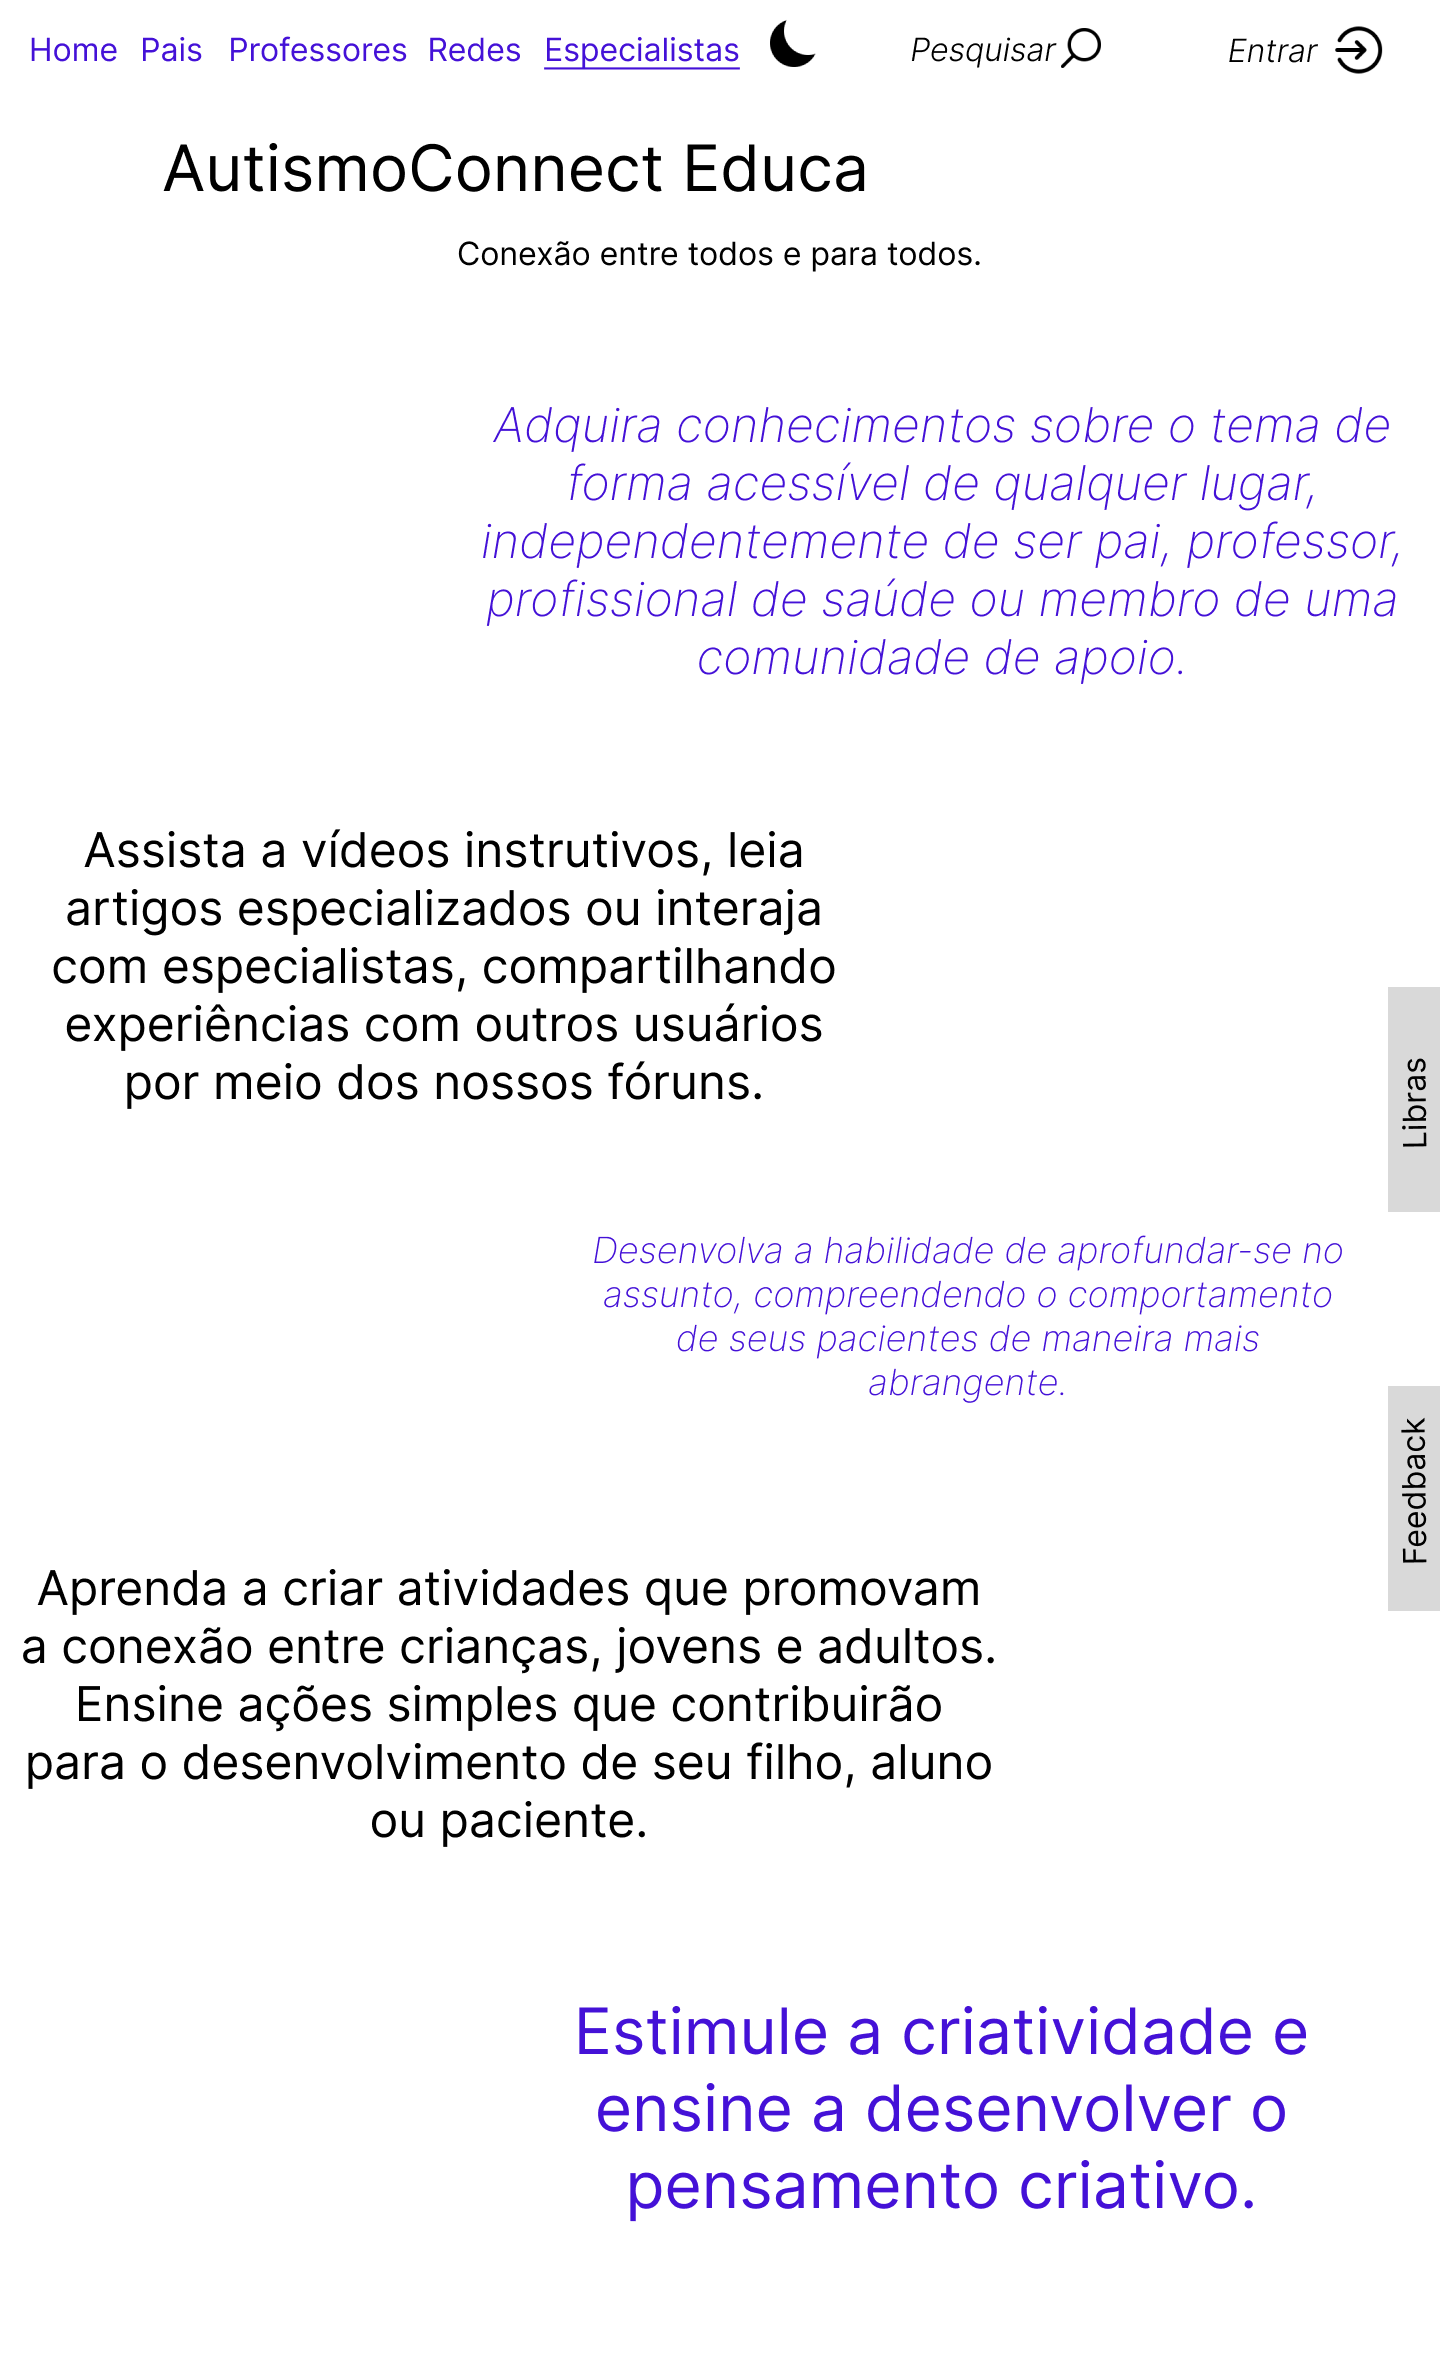 Home Pais Professores Redes Especialistas Pesquisar Entrar
AutismoConnect Educa
Conexão entre todos e para todos.
Adquira conhecimentos sobre o tema de
forma acessível de qualquer lugar,
independentemente de ser pai, professor,
profissional de saúde ou membro de uma
comunidade de apoio.
Assista a vídeos instrutivos, leia
artigos especializados ou interaja
com especialistas, compartilhando
experiências com outros usuários
por meio dos nossos fóruns.
Libras
Desenvolva a habilidade de aprofundar-se no
assunto, compreendendo o comportamento
de seus pacientes de maneira mais
abrangente.
Feedback
Aprenda a criar atividades que promovam
a conexão entre crianças, jovens e adultos.
Ensine ações simples que contribuirão
para o desenvolvimento de seu filho, aluno
ou paciente.
Estimule a criatividade e
ensine a desenvolver o
pensamento criativo.